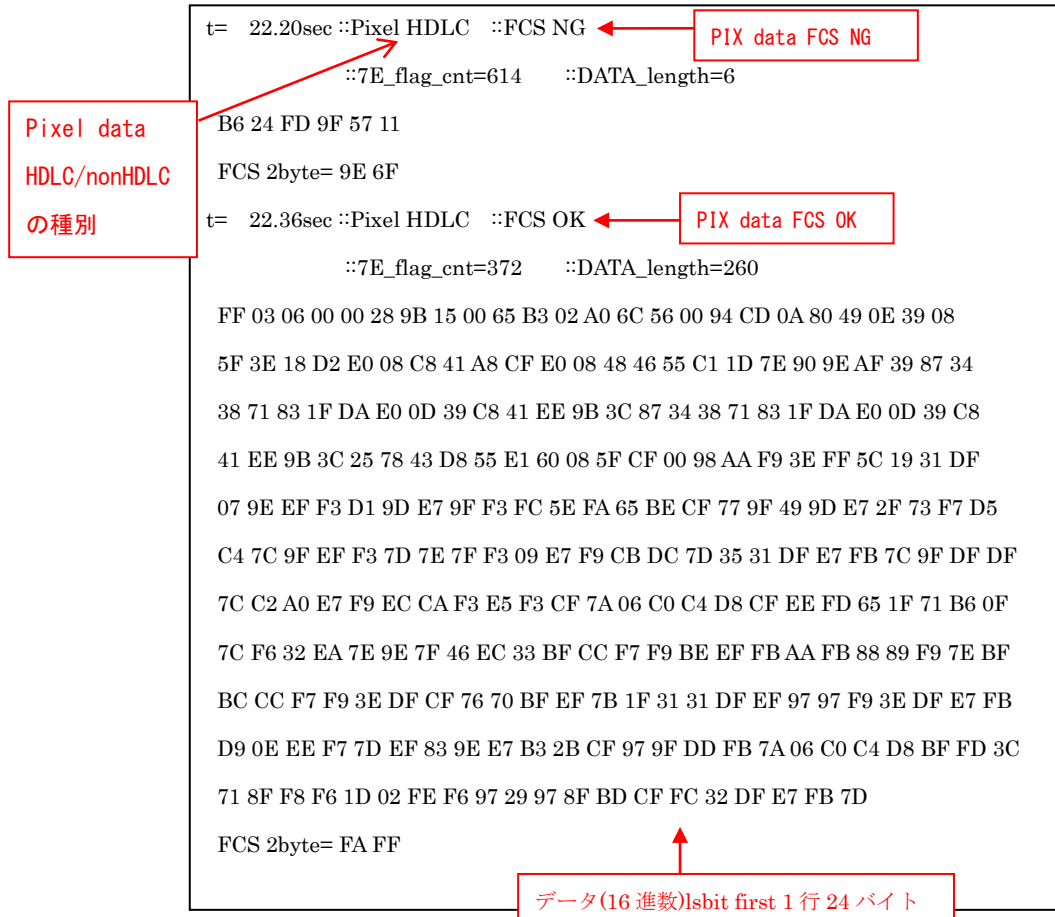 t= 22.20sec ::Pixel HDLC ::FCS NG
PIX data FCS NG
::7E_flag_cnt=614 ::DATA_length=6
Pixel data
HDLC/nonHDLC
の種別
B6 24 FD 9F 57 11
FCS 2byte= 9E 6F
t= 22.36sec ::Pixel HDLC ::FCS OK
PIX data FCS OK
::7E_flag_cnt=372 ::DATA_length=260
FF 03 06 00 00 28 9B 15 00 65 B3 02 A0 6C 56 00 94 CD 0A 80 49 0E 39 08
5F 3E 18 D2 E0 08 C8 41 A8 CF E0 08 48 46 55 C1 1D 7E 90 9E AF 39 87 34
38 71 83 1F DA E0 0D 39 C8 41 EE 9B 3C 87 34 38 71 83 1F DA E0 0D 39 C8
41 EE 9B 3C 25 78 43 D8 55 E1 60 08 5F CF 00 98 AA F9 3E FF 5C 19 31 DF
07 9E EF F3 D1 9D E7 9F F3 FC 5E FA 65 BE CF 77 9F 49 9D E7 2F 73 F7 D5
C4 7C 9F EF F3 7D 7E 7F F3 09 E7 F9 CB DC 7D 35 31 DF E7 FB 7C 9F DF DF
7C C2 A0 E7 F9 EC CA F3 E5 F3 CF 7A 06 C0 C4 D8 CF EE FD 65 1F 71 B6 0F
7C F6 32 EA 7E 9E 7F 46 EC 33 BF CC F7 F9 BE EF FB AA FB 88 89 F9 7E BF
BC CC F7 F9 3E DF CF 76 70 BF EF 7B 1F 31 31 DF EF 97 97 F9 3E DF E7 FB
D9 0E EE F7 7D EF 83 9E E7 B3 2B CF 97 9F DD FB 7A 06 C0 C4 D8 BF FD 3C
71 8F F8 F6 1D 02 FE F6 97 29 97 8F BD CF FC 32 DF E7 FB 7D
FCS 2byte= FA FF
データ(16 進数)lsbit first 1 行 24 バイト